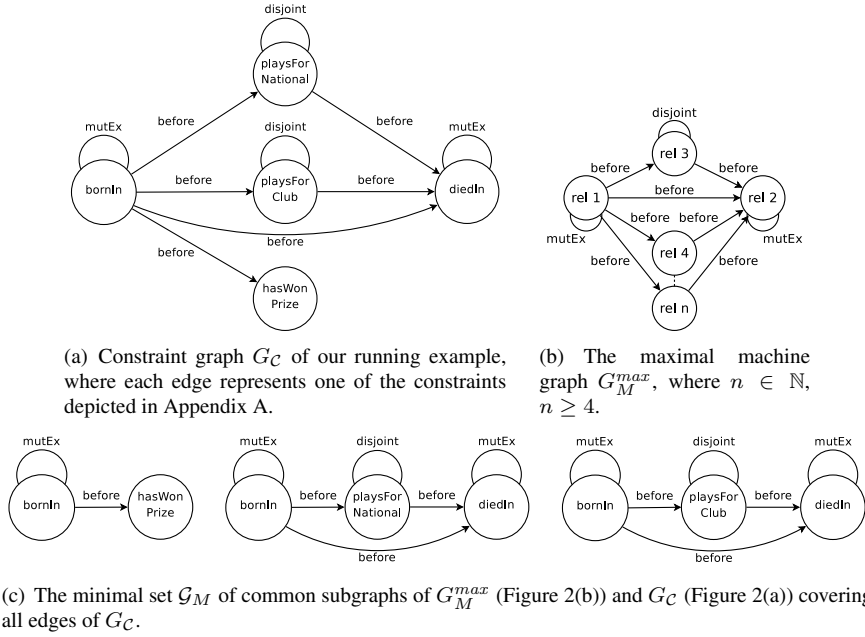 disjoint
playsFor
National
before
before
mutEx
disjoint
mutEx
bornIn
before
playsFor
Club
before
diedIn
before
before
hasWon
Prize
disjoint
rel 3
before
before
rel 1
before
rel 2
before
before
mutEx
mutEx
rel 4
before
before
rel n
(a) Constraint graph G_C of our running example,
where each edge represents one of the constraints
depicted in Appendix A.
(b) The maximal machine
graph G_M^max, where n ∈ ℕ,
n ≥ 4.
mutEx
bornIn
before
hasWon
Prize
mutEx
disjoint
mutEx
bornIn
before
playsFor
National
before
diedIn
before
mutEx
disjoint
mutEx
bornIn
before
playsFor
Club
before
diedIn
before
(c) The minimal set 𝒢_M of common subgraphs of G_M^max (Figure 2(b)) and G_C (Figure 2(a)) covering
all edges of G_C.